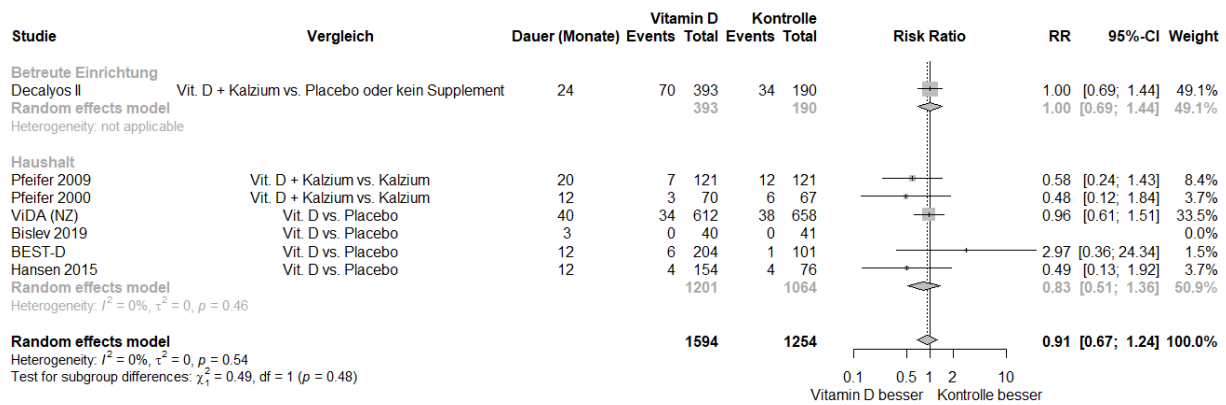 Vitamin D Kontrolle
Studie Vergleich Dauer (Monate) Events Total Events Total Risk Ratio RR 95%-CI Weight
Betreute Einrichtung
Decalyos II Vit. D + Kalzium vs. Placebo oder kein Supplement 24 70 393 34 190 1.00 [0.69; 1.44] 49.1%
Random effects model 393 190 1.00 [0.69; 1.44] 49.1%
Heterogeneity: not applicable
Haushalt
Pfeifer 2009 Vit. D + Kalzium vs. Kalzium 20 7 121 12 121 0.58 [0.24; 1.43] 8.4%
Pfeifer 2000 Vit. D + Kalzium vs. Kalzium 12 3 70 6 67 0.48 [0.12; 1.84] 3.7%
ViDA (NZ) Vit. D vs. Placebo 40 34 612 38 658 0.96 [0.61; 1.51] 33.5%
Bislev 2019 Vit. D vs. Placebo 3 0 40 0 41 0.0%
BEST-D Vit. D vs. Placebo 12 6 204 1 101 2.97 [0.36; 24.34] 1.5%
Hansen 2015 Vit. D vs. Placebo 12 4 154 4 76 0.49 [0.13; 1.92] 3.7%
Random effects model 1201 1064 0.83 [0.51; 1.36] 50.9%
Heterogeneity: I² = 0%, τ² = 0, p = 0.46
Random effects model 1594 1254 0.91 [0.67; 1.24] 100.0%
Heterogeneity: I² = 0%, τ² = 0, p = 0.54
Test for subgroup differences: χ²₁ = 0.49, df = 1 (p = 0.48)
0.1 0.5 1 2 10
Vitamin D besser Kontrolle besser